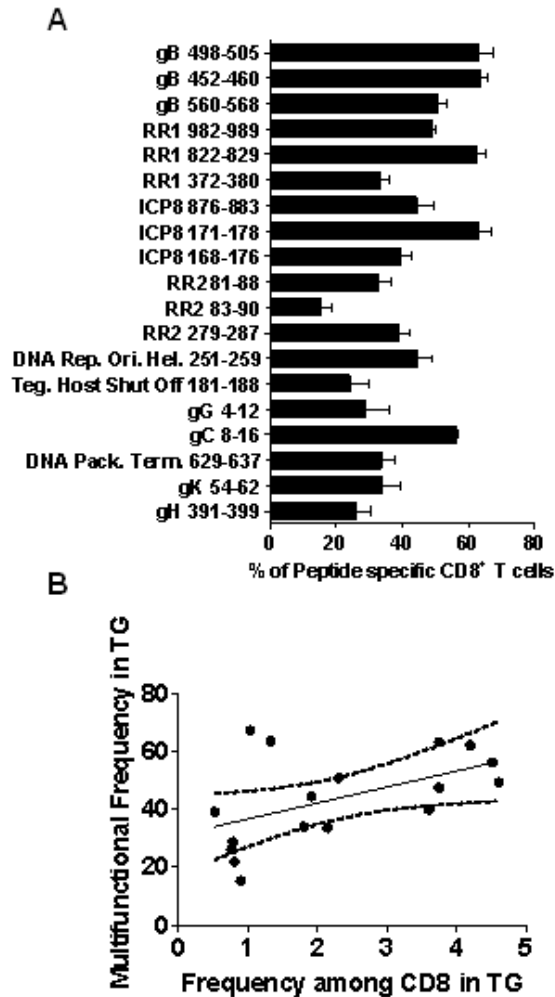 A
gB 498-505
gB 452-460
gB 560-568
RR1 982-989
RR1 822-829
RR1 372-380
ICP8 876-883
ICP8 171-178
ICP8 168-176
RR2 81-88
RR2 83-90
RR2 279-287
DNA Rep. Ori. Hel. 251-259
Teg. Host Shut Off 181-188
gG 4-12
gC 8-16
DNA Pack. Term. 629-637
gK 54-62
gH 391-399
0 20 40 60 80
% of Peptide specific CD8⁺ T cells
B
Multifunctional Frequency in TG
80
60
40
20
0
0 1 2 3 4 5
Frequency among CD8 in TG